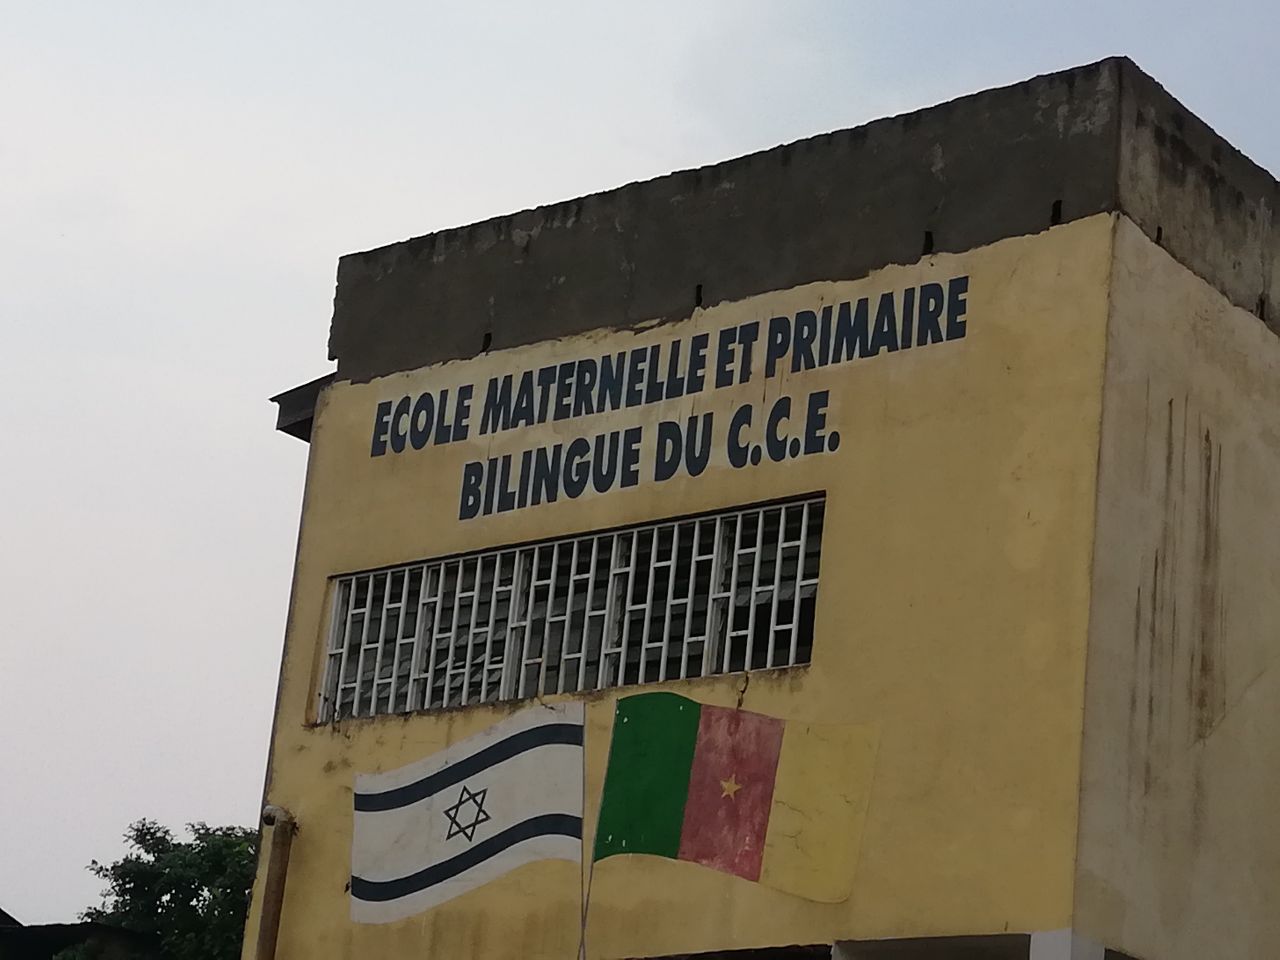 ECOLE MATERNELLE ET PRIMAIRE
BILINGUE DU C.C.E.